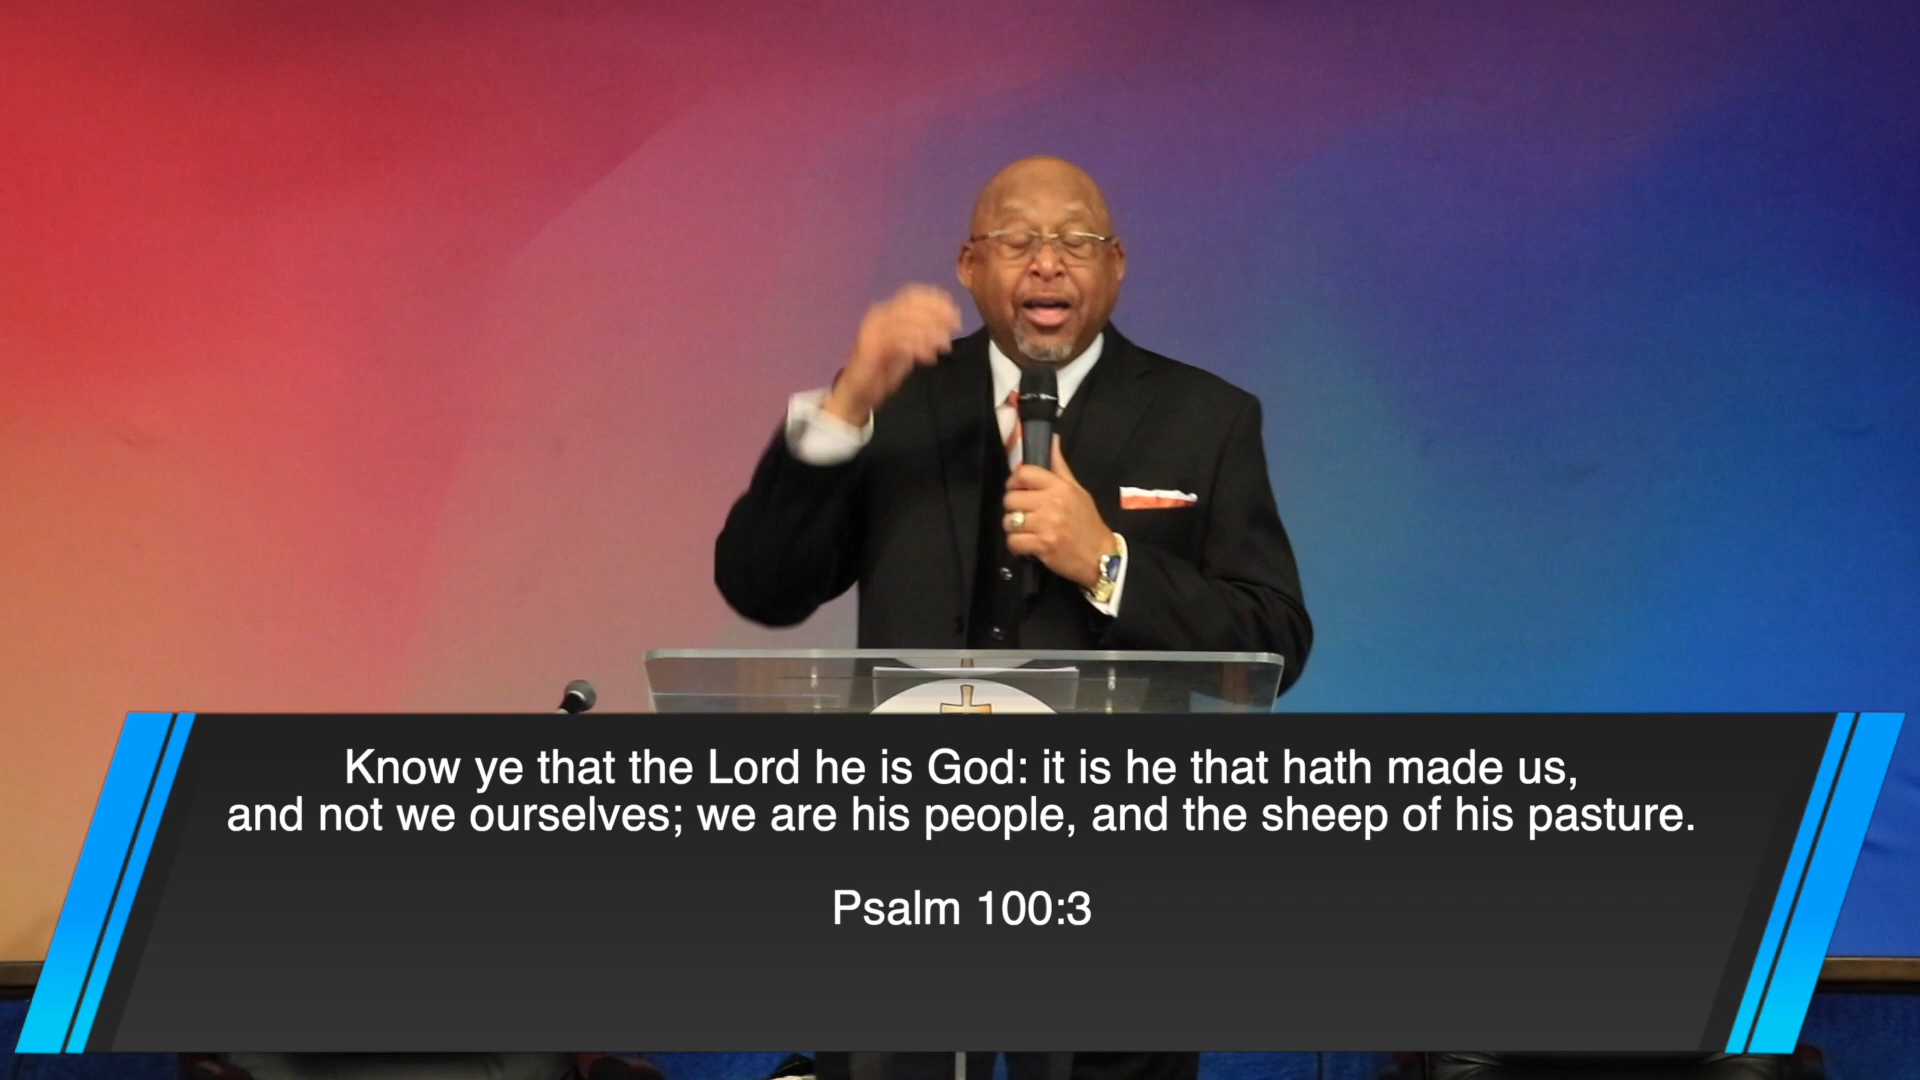 Know ye that the Lord he is God: it is he that hath made us,
and not we ourselves; we are his people, and the sheep of his pasture.
Psalm 100:3